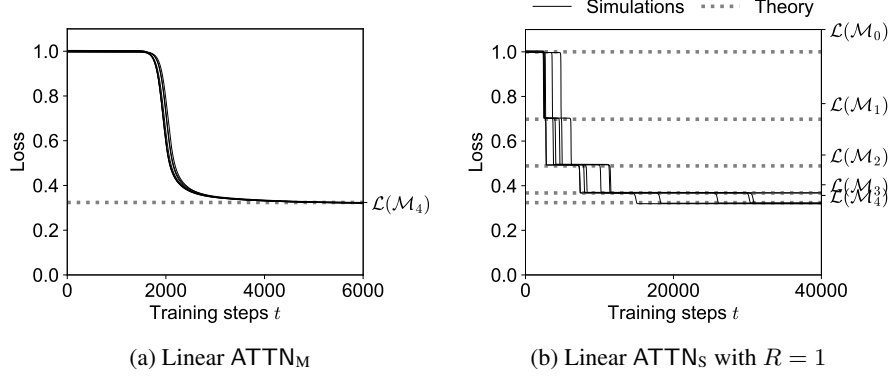 Simulations Theory
1.0
0.8
0.6
0.4
0.2
0.0
Loss
0 2000 4000 6000
Training steps t
ℒ(ℳ₄)
(a) Linear ATTN_M
1.0
0.8
0.6
0.4
0.2
0.0
Loss
0 20000 40000
Training steps t
ℒ(ℳ₀)
ℒ(ℳ₁)
ℒ(ℳ₂)
ℒ(ℳ₃)
ℒ(ℳ₄)
(b) Linear ATTN_S with R = 1